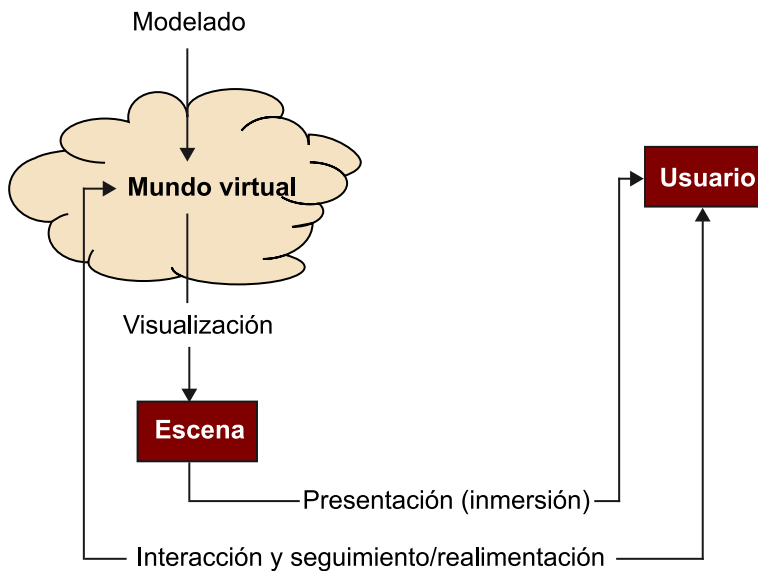 Modelado
Mundo virtual
Usuario
Visualización
Escena
Presentación (inmersión)
Interacción y seguimiento/realimentación